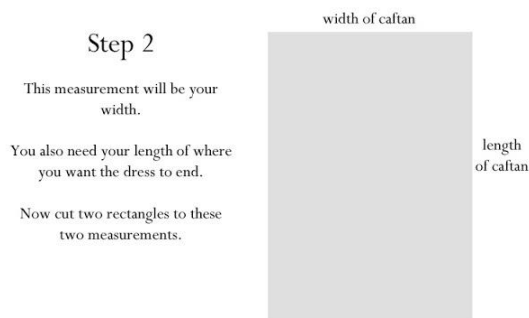 Step 2
This measurement will be your
width.
You also need your length of where
you want the dress to end.
Now cut two rectangles to these
two measurements.
width of caftan
length
of caftan